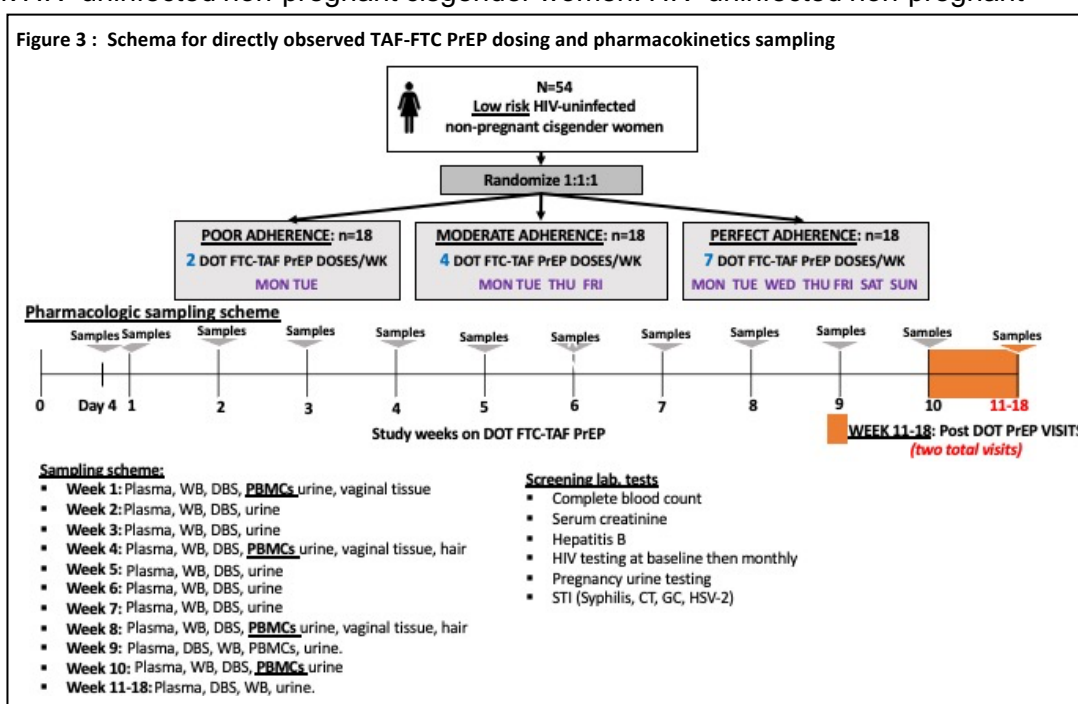 HIV- uninfected non-pregnant cisgender women. HIV- uninfected non-pregnant
Figure 3 : Schema for directly observed TAF-FTC PrEP dosing and pharmacokinetics sampling
N=54
Low risk HIV-uninfected
non-pregnant cisgender women
Randomize 1:1:1
POOR ADHERENCE: n=18
2 DOT FTC-TAF PrEP DOSES/WK
MON TUE
MODERATE ADHERENCE: n=18
4 DOT FTC-TAF PrEP DOSES/WK
MON TUE THU FRI
PERFECT ADHERENCE: n=18
7 DOT FTC-TAF PrEP DOSES/WK
MON TUE WED THU FRI SAT SUN
Pharmacologic sampling scheme
Samples Samples Samples Samples Samples Samples Samples Samples Samples Samples Samples Samples
0 Day 4 1 2 3 4 5 6 7 8 9 10 11-18
Study weeks on DOT FTC-TAF PrEP
WEEK 11-18: Post DOT PrEP VISITS
(two total visits)
Sampling scheme:
▪ Week 1: Plasma, WB, DBS, PBMCs urine, vaginal tissue
▪ Week 2: Plasma, WB, DBS, urine
▪ Week 3: Plasma, WB, DBS, urine
▪ Week 4: Plasma, WB, DBS, PBMCs urine, vaginal tissue, hair
▪ Week 5: Plasma, WB, DBS, urine
▪ Week 6: Plasma, WB, DBS, urine
▪ Week 7: Plasma, WB, DBS, urine
▪ Week 8: Plasma, WB, DBS, PBMCs urine, vaginal tissue, hair
▪ Week 9: Plasma, DBS, WB, PBMCs, urine.
▪ Week 10: Plasma, WB, DBS, PBMCs urine
▪ Week 11-18: Plasma, DBS, WB, urine.
Screening lab. tests
▪ Complete blood count
▪ Serum creatinine
▪ Hepatitis B
▪ HIV testing at baseline then monthly
▪ Pregnancy urine testing
▪ STI (Syphilis, CT, GC, HSV-2)